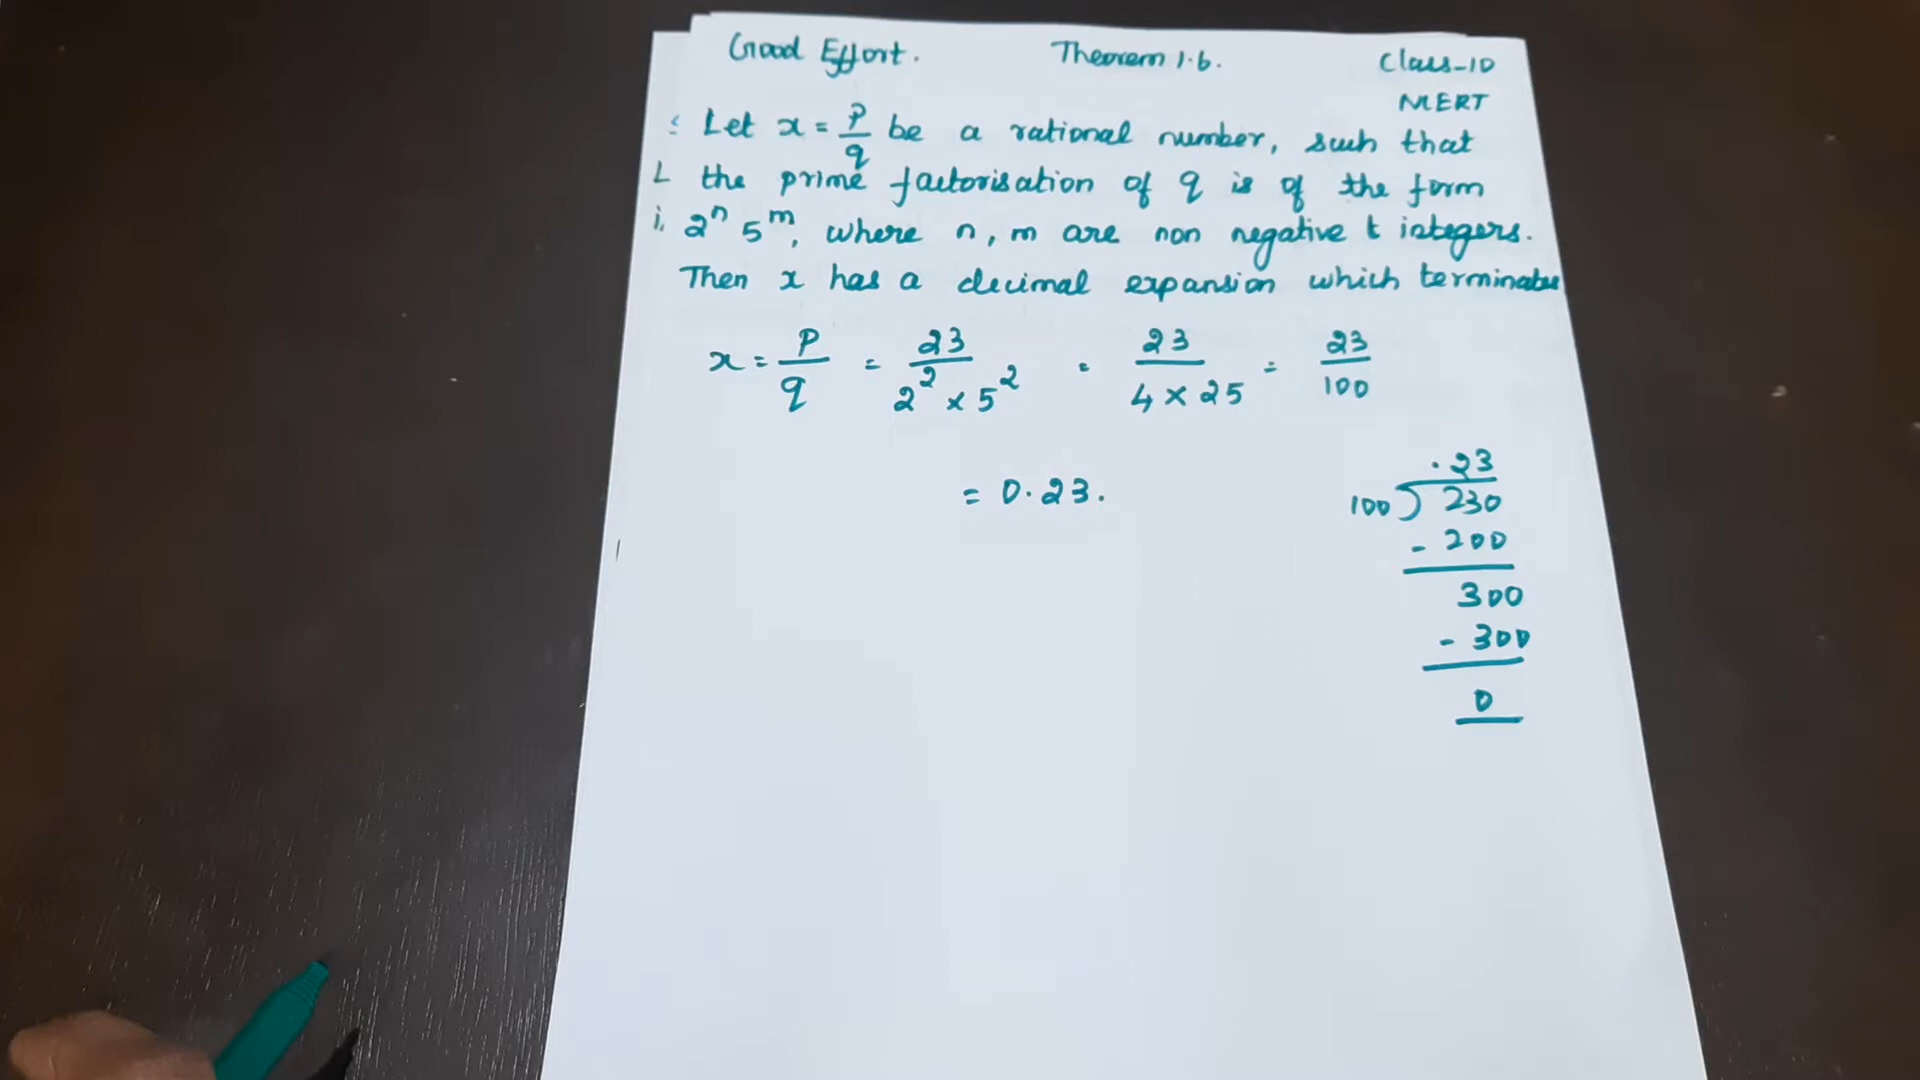 Good Effort. Theorem 1.6. Class-10
NCERT
Let x = p/q be a rational number, such that
the prime factorisation of q is of the form
2^n 5^m, where n, m are non negative t integers.
Then x has a decimal expansion which terminates
x = p/q = 23/2^2 × 5^2 = 23/4 × 25 = 23/100
= 0.23.
.23
100) 230
- 200
300
- 300
0